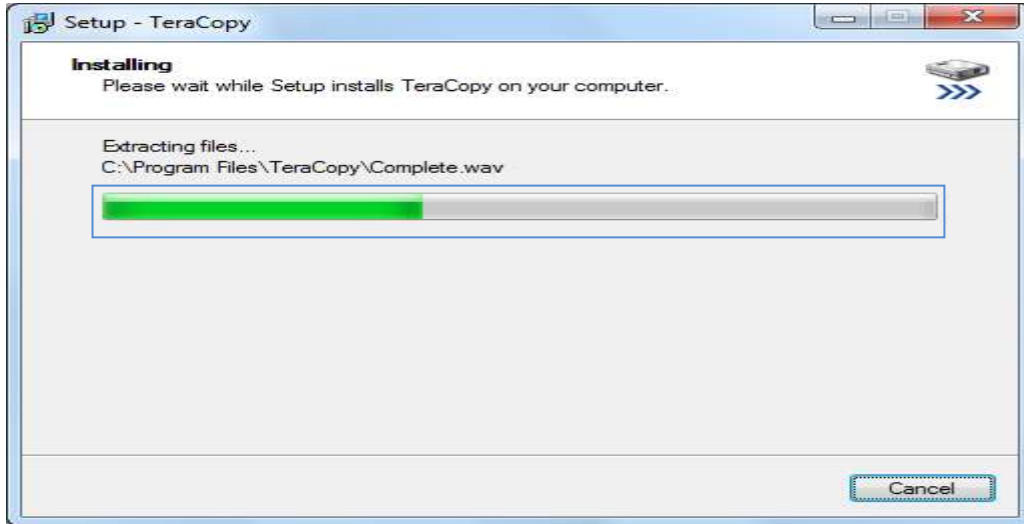 Setup - TeraCopy
Installing
Please wait while Setup installs TeraCopy on your computer.
Extracting files...
C:\Program Files\TeraCopy\Complete.wav
Cancel